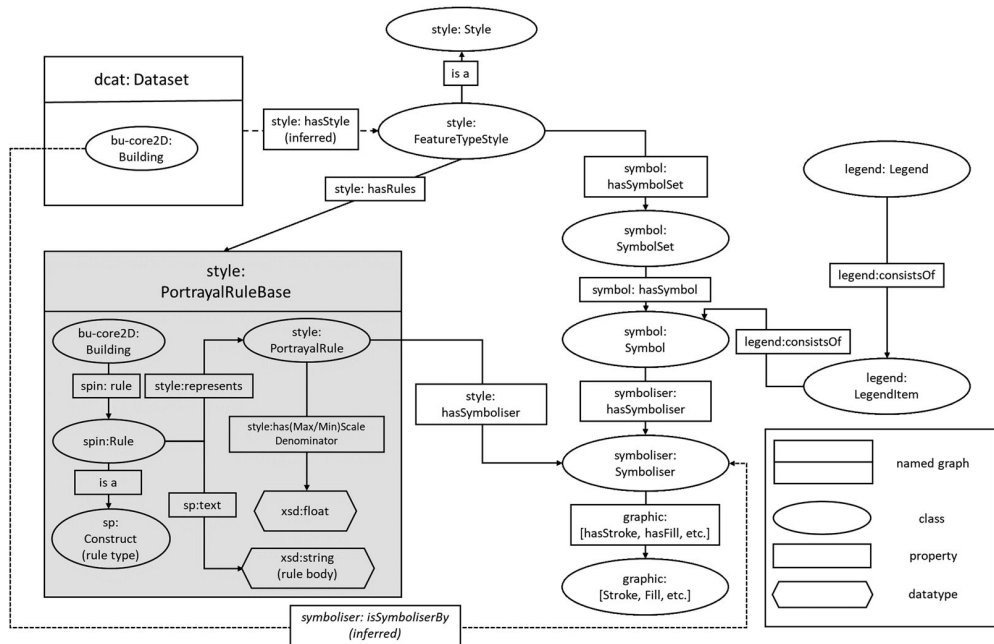 style: Style
is a
dcat: Dataset
bu-core2D:
Building
style: hasStyle
(inferred)
style:
FeatureTypeStyle
style: hasRules
symbol:
hasSymbolSet
legend: Legend
symbol:
SymbolSet
symbol: hasSymbol
legend:consistsOf
style:
PortrayalRuleBase
bu-core2D:
Building
spin: rule
style:represents
style:
PortrayalRule
symbol:
Symbol
legend:consistsOf
legend:
LegendItem
style:
hasSymboliser
symboliser:
hasSymboliser
style:has(Max/Min)Scale
Denominator
spin:Rule
is a
sp:text
xsd:float
sp:
Construct
(rule type)
xsd:string
(rule body)
symboliser:
Symboliser
graphic:
[hasStroke, hasFill, etc.]
graphic:
[Stroke, Fill, etc.]
named graph
class
property
datatype
symboliser: isSymboliserBy
(inferred)